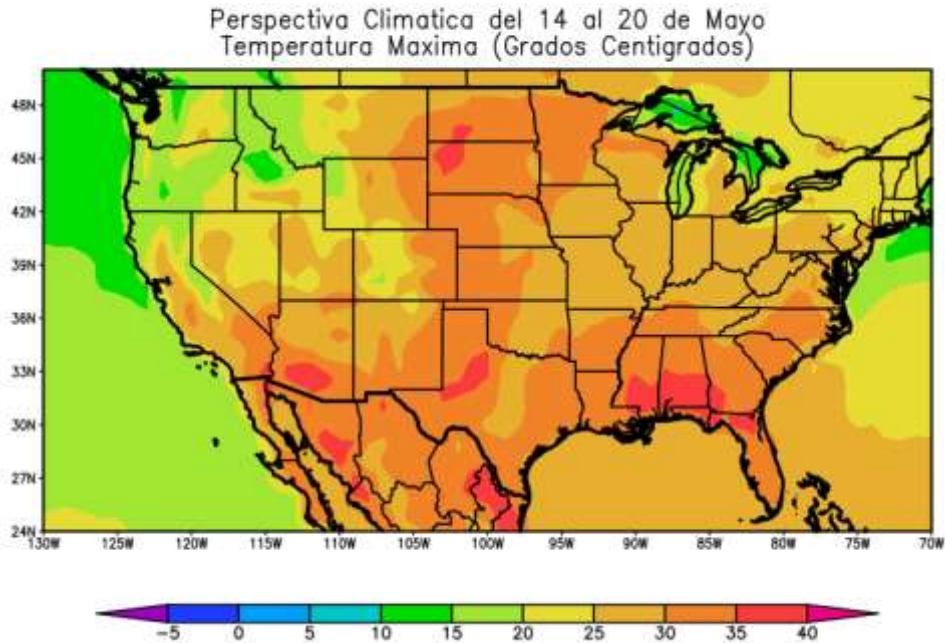 Perspectiva Climatica del 14 al 20 de Mayo
Temperatura Maxima (Grados Centigrados)
48N
45N
42N
39N
36N
33N
30N
27N
24N
130W 125W 120W 115W 110W 105W 100W 95W 90W 85W 80W 75W 70W
-5 0 5 10 15 20 25 30 35 40